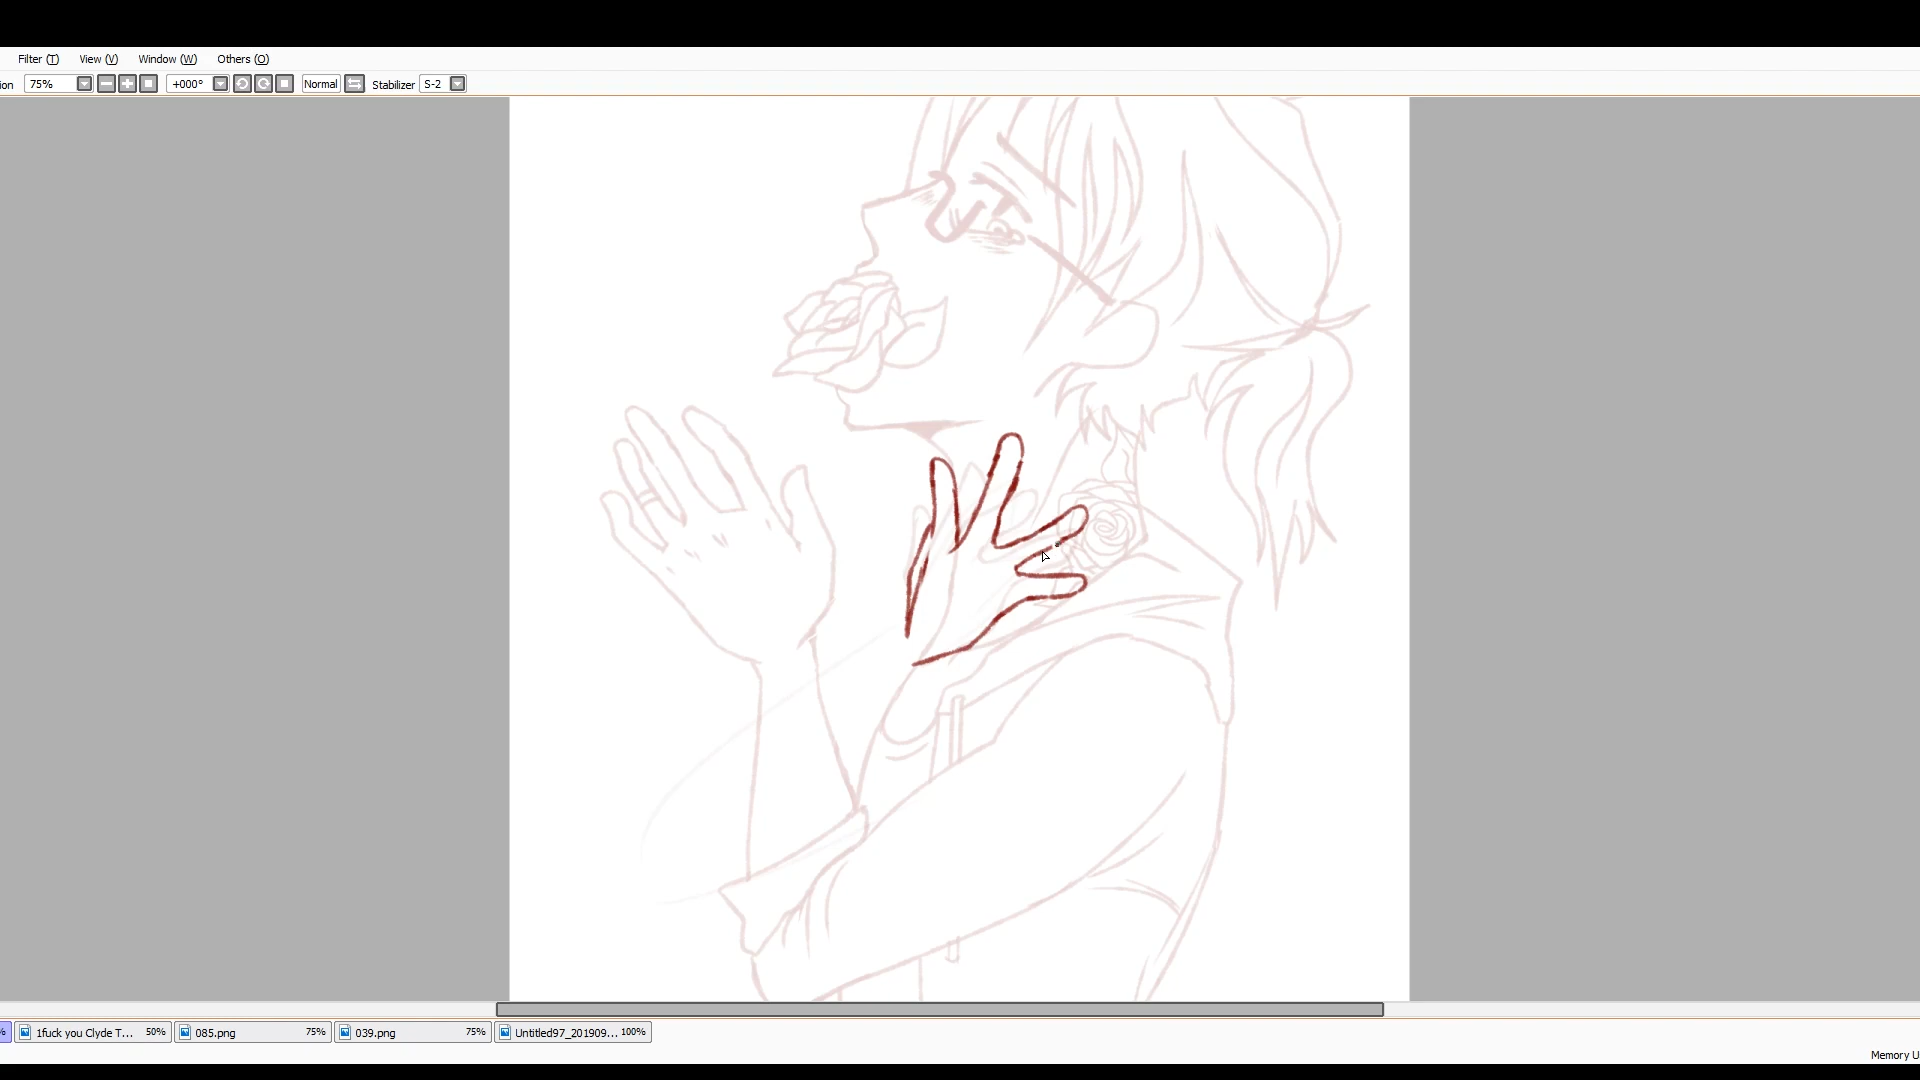 Filter (T) View (V) Window (W) Others (O)
ion 75% +000° Normal Stabilizer S-2
% 1fuck you Clyde T... 50% 085.png 75% 039.png 75% Untitled97_201909... 100%
Memory U